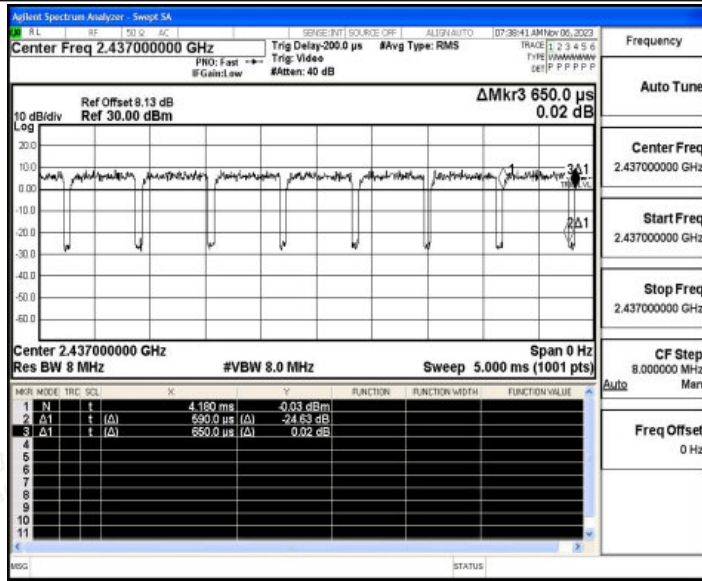 Agilent Spectrum Analyzer - Swept SA
RL RF 50 Ω AC SENSE:INT SOURCE OFF ALIGN AUTO 07:38:41 AM Nov 06, 2023
Center Freq 2.437000000 GHz
PNO: Fast
IFGain:Low
Trig Delay-200.0 µs
Trig: Video
#Atten: 40 dB
#Avg Type: RMS
TRACE 1 2 3 4 5 6
TYPE
DET P P P P P P
Frequency
Auto Tune
Center Freq
2.437000000 GHz
Start Freq
2.437000000 GHz
Stop Freq
2.437000000 GHz
CF Step
8.000000 MHz
Auto Man
Freq Offset
0 Hz
ΔMkr3 650.0 µs
0.02 dB
Ref Offset 8.13 dB
10 dB/div Ref 30.00 dBm
Log
20.0
10.0
0.00
-10.0
-20.0
-30.0
-40.0
-50.0
-60.0
1
3Δ1
2Δ1
Center 2.437000000 GHz Span 0 Hz
Res BW 8 MHz #VBW 8.0 MHz Sweep 5.000 ms (1001 pts)
MKR MODE TRC SCL X Y FUNCTION FUNCTION WIDTH FUNCTION VALUE
1 N t 4.180 ms -0.03 dBm
2 Δ1 t (Δ) 590.0 µs (Δ) -24.63 dB
3 Δ1 t (Δ) 650.0 µs (Δ) 0.02 dB
4
5
6
7
8
9
10
11
MSG STATUS